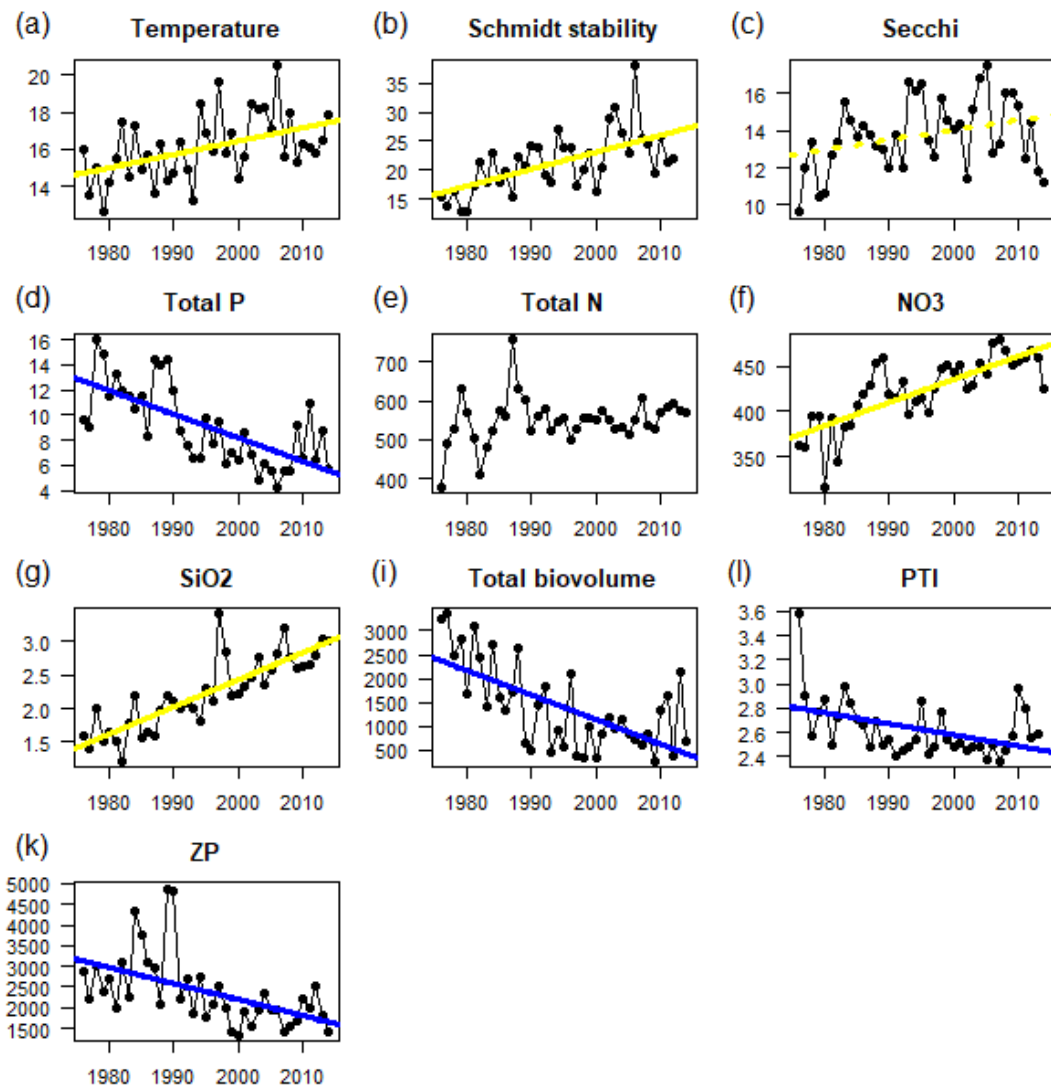 (a) Temperature
20
18
16
14
1980 1990 2000 2010
(b) Schmidt stability
35
30
25
20
15
1980 1990 2000 2010
(c) Secchi
16
14
12
10
1980 1990 2000 2010
(d) Total P
16
14
12
10
8
6
4
1980 1990 2000 2010
(e) Total N
700
600
500
400
1980 1990 2000 2010
(f) NO3
450
400
350
1980 1990 2000 2010
(g) SiO2
3.0
2.5
2.0
1.5
1980 1990 2000 2010
(i) Total biovolume
3000
2500
2000
1500
1000
500
1980 1990 2000 2010
(l) PTI
3.6
3.4
3.2
3.0
2.8
2.6
2.4
1980 1990 2000 2010
(k) ZP
5000
4500
4000
3500
3000
2500
2000
1500
1980 1990 2000 2010